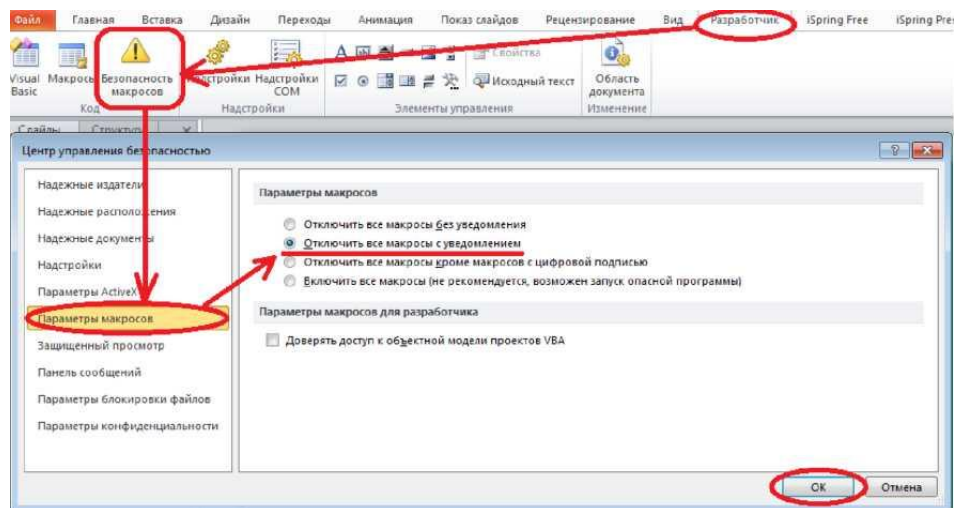 Файл Главная Вставка Дизайн Переходы Анимация Показ слайдов Рецензирование Вид Разработчик iSpring Free iSpring Pre
Visual Basic Макросы Безопасность макросов Надстройки Надстройки COM Свойства Исходный текст Область документа
Код Надстройки Элементы управления Изменение
Слайды Структура
Центр управления безопасностью
Надежные издатели
Надежные расположения
Надежные документы
Надстройки
Параметры ActiveX
Параметры макросов
Защищенный просмотр
Панель сообщений
Параметры блокировки файлов
Параметры конфиденциальности
Параметры макросов
Отключить все макросы без уведомления
Отключить все макросы с уведомлением
Отключить все макросы кроме макросов с цифровой подписью
Включить все макросы (не рекомендуется, возможен запуск опасной программы)
Параметры макросов для разработчика
Доверять доступ к объектной модели проектов VBA
ОК Отмена